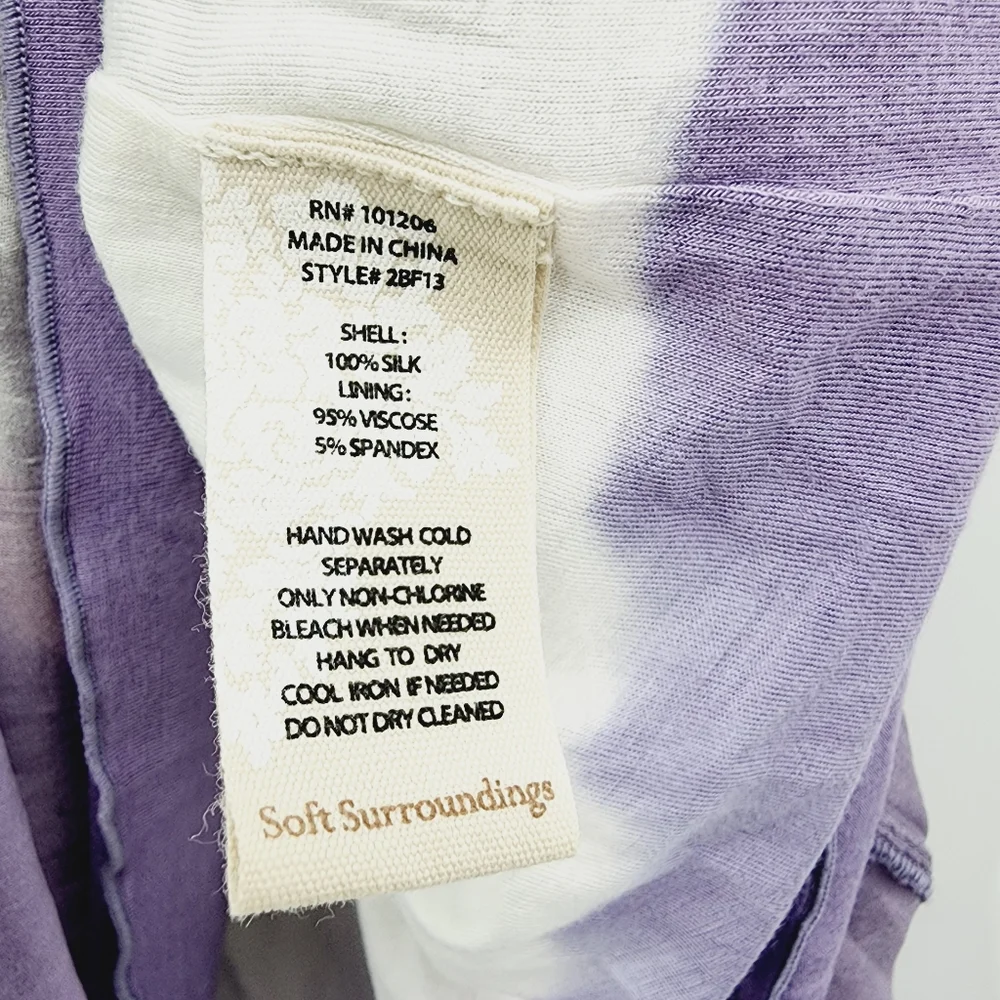 RN# 101206
MADE IN CHINA
STYLE# 2BF13
SHELL:
100% SILK
LINING:
95% VISCOSE
5% SPANDEX
HAND WASH COLD
SEPARATELY
ONLY NON-CHLORINE
BLEACH WHEN NEEDED
HANG TO DRY
COOL IRON IF NEEDED
DO NOT DRY CLEANED
Soft Surroundings